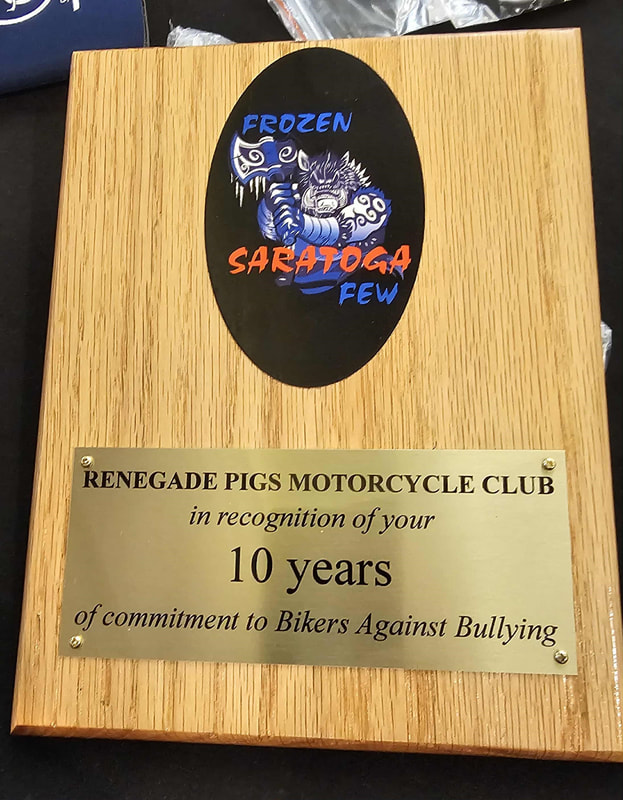 FROZEN
SARATOGA
FEW
RENEGADE PIGS MOTORCYCLE CLUB
in recognition of your
10 years
of commitment to Bikers Against Bullying